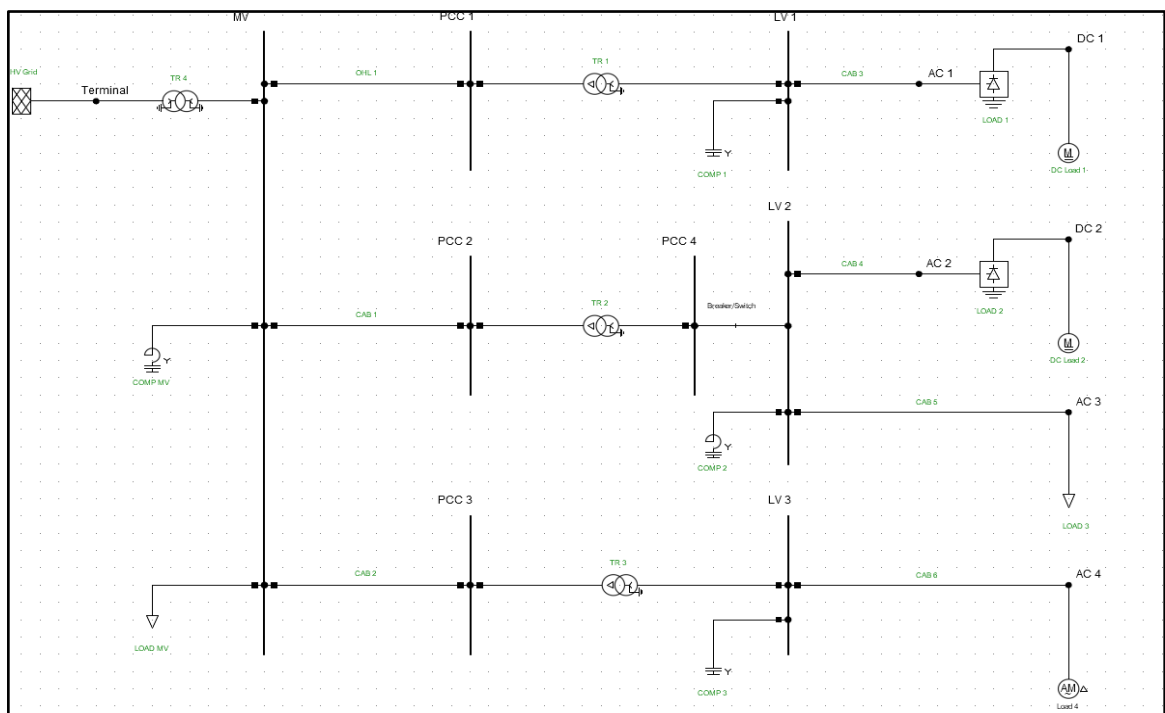 MV
PCC 1
LV 1
DC 1
HV Grid
TR 4
OHL 1
TR 1
CAB 3
AC 1
Terminal
LOAD 1
COMP 1
DC Load 1
LV 2
DC 2
PCC 2
PCC 4
CAB 4
AC 2
TR 2
Breaker/Switch
CAB 1
LOAD 2
COMP MV
DC Load 2
CAB 5
AC 3
COMP 2
PCC 3
LV 3
LOAD 3
TR 3
CAB 2
CAB 6
AC 4
LOAD MV
COMP 3
AM
Load 4